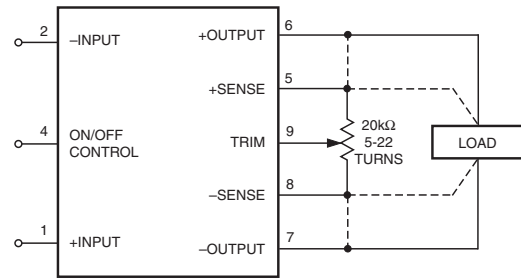 2
–INPUT
4
ON/OFF
CONTROL
1
+INPUT
+OUTPUT
6
+SENSE
5
TRIM
9
–SENSE
8
–OUTPUT
7
20kΩ
5-22
TURNS
LOAD